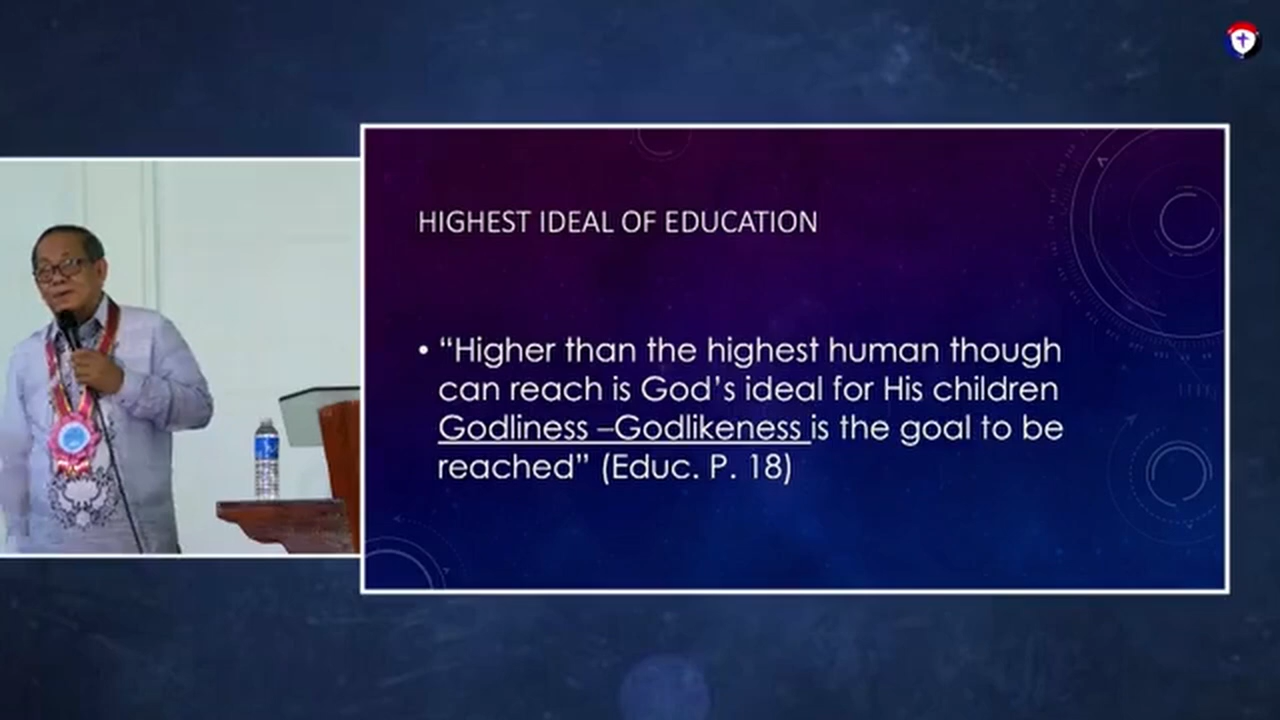 HIGHEST IDEAL OF EDUCATION
• “Higher than the highest human though
can reach is God’s ideal for His children
Godliness –Godlikeness is the goal to be
reached” (Educ. P. 18)